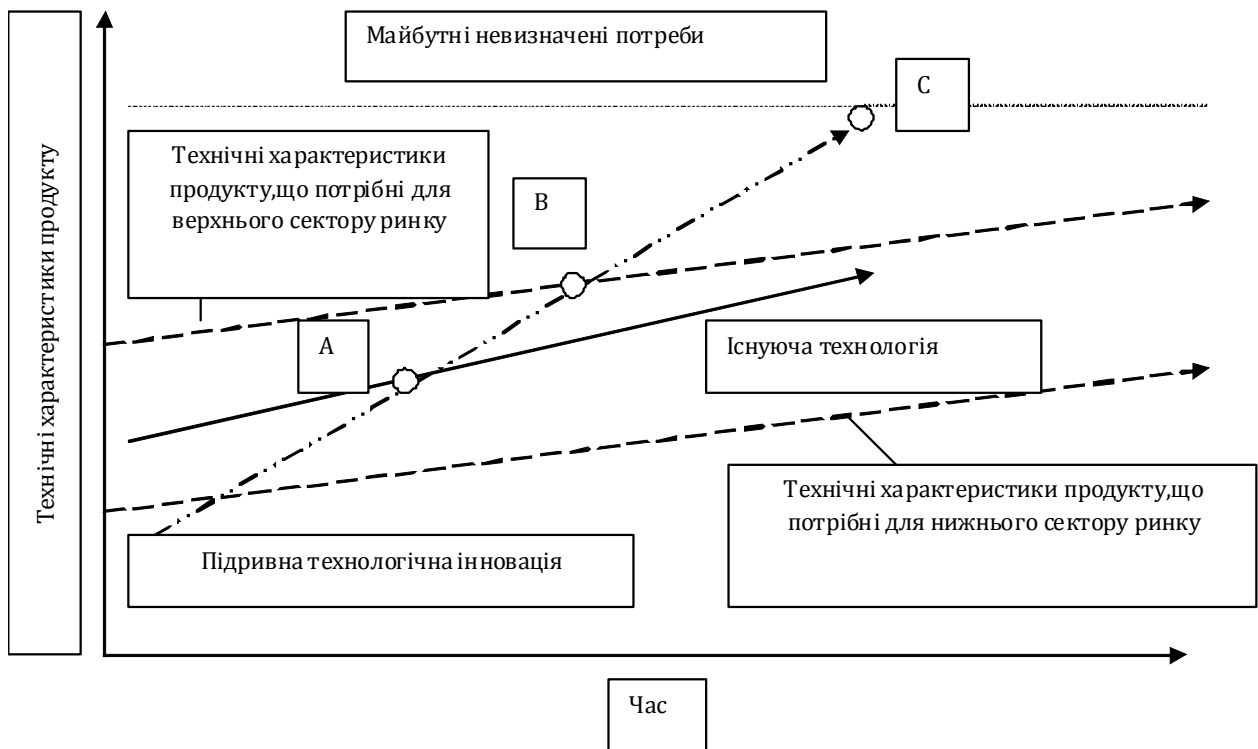 Майбутні невизначені потреби
С
Технічні характеристики
продукту,що потрібні для
верхнього сектору ринку
В
Технічні характеристики продукту
А
Існуюча технологія
Технічні характеристики продукту,що
потрібні для нижнього сектору ринку
Підривна технологічна інновація
Час